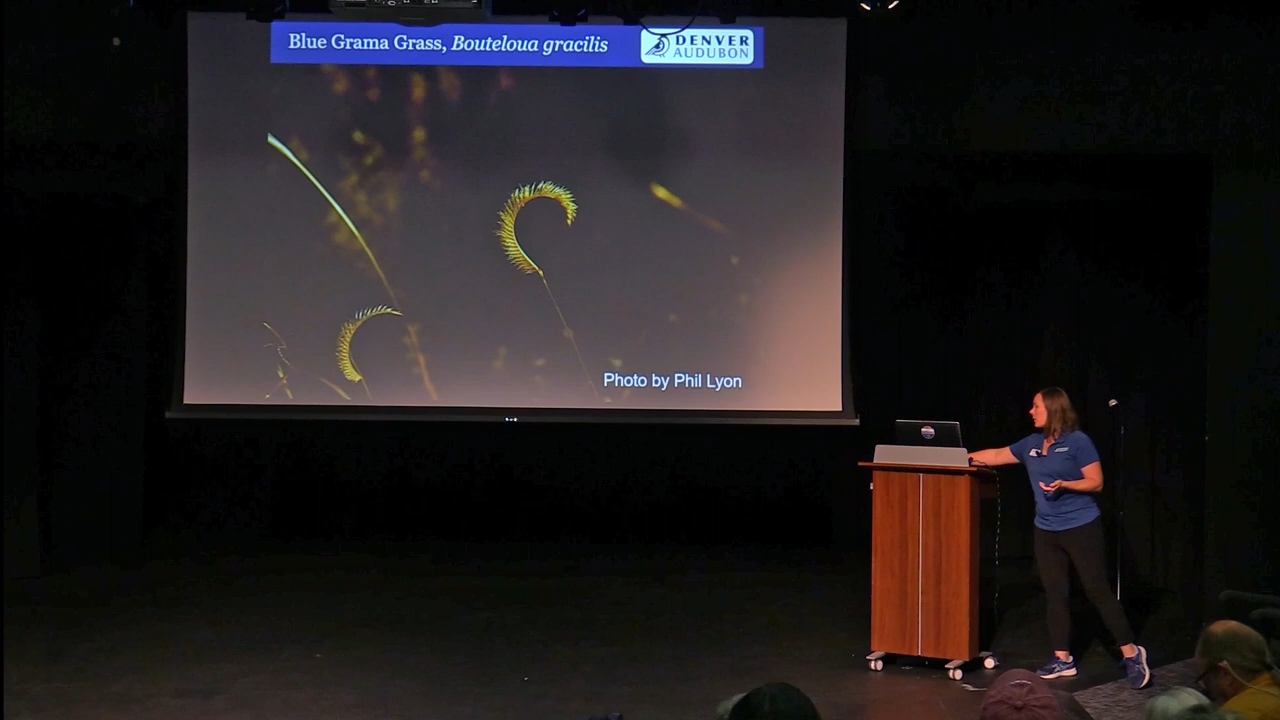 Blue Grama Grass, Bouteloua gracilis
DENVER
AUDUBON
Photo by Phil Lyon